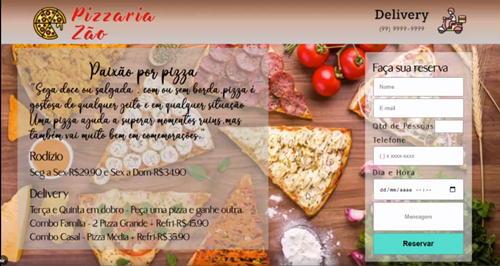 Pizzaria
Zão
Delivery
(99) 9999-9999
Paixão por pizza
"Seja doce ou salgada , com ou sem borda,pizza é
gostosa de qualquer jeito e em qualquer situação
Uma pizza ajuda a superar momentos ruins,mas
também vai muito bem em comemorações."
Rodízio
Seg a Sex-R$29.90 e Sex a Dom-R$34.90
Delivery
Terça e Quinta em dobro - Peça uma pizza e ganhe outra.
Combo Família - 2 Pizza Grande + Refri-R$45.90
Combo Casal - Pizza Média + Refri-R$35.90
Faça sua reserva
Nome
E-mail
Qtd de Pessoas
Telefone
( ) x xxxx-xxxx
Dia e Hora
dd/mm/aaaa --:--
Mensagem
Reservar